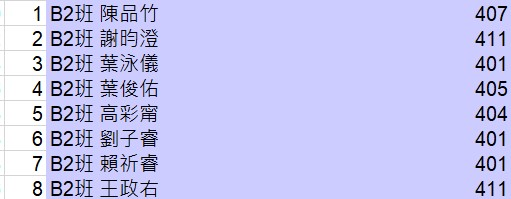 1 B2班 陳品竹 407
2 B2班 謝昀澄 411
3 B2班 葉泳儀 401
4 B2班 葉俊佑 405
5 B2班 高彩甯 404
6 B2班 劉子睿 401
7 B2班 賴祈睿 401
8 B2班 王政右 411